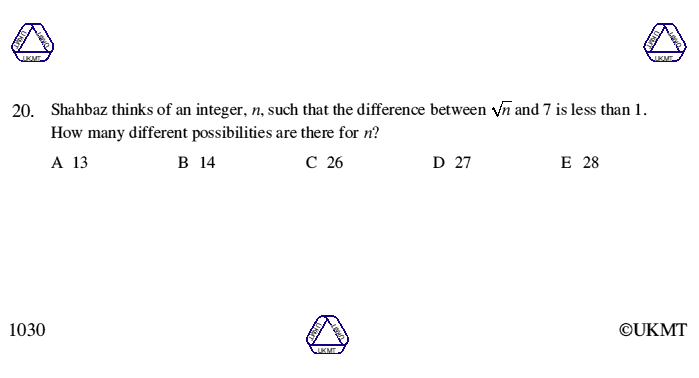 UKMT UKMT UKMT
UKMT UKMT UKMT
20. Shahbaz thinks of an integer, n, such that the difference between √n and 7 is less than 1.
How many different possibilities are there for n?
A 13 B 14 C 26 D 27 E 28
1030
UKMT UKMT UKMT
©UKMT